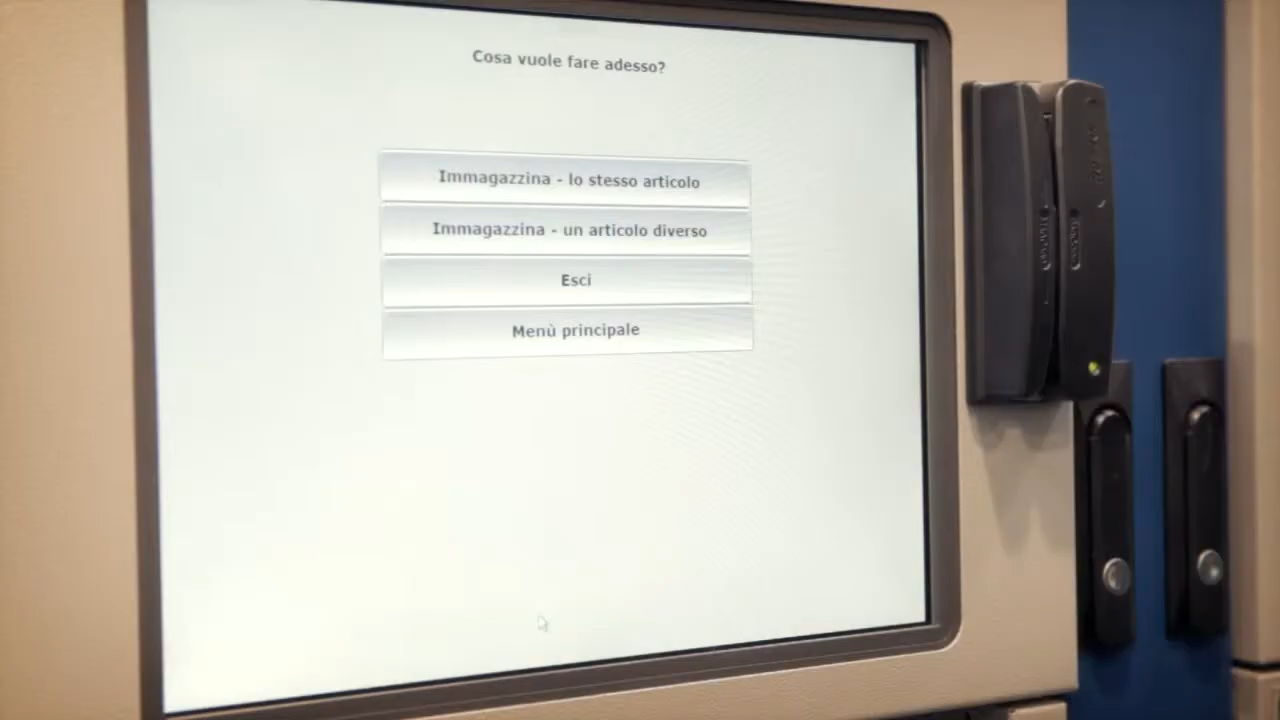 Cosa vuole fare adesso?
Immagazzina - lo stesso articolo
Immagazzina - un articolo diverso
Esci
Menù principale